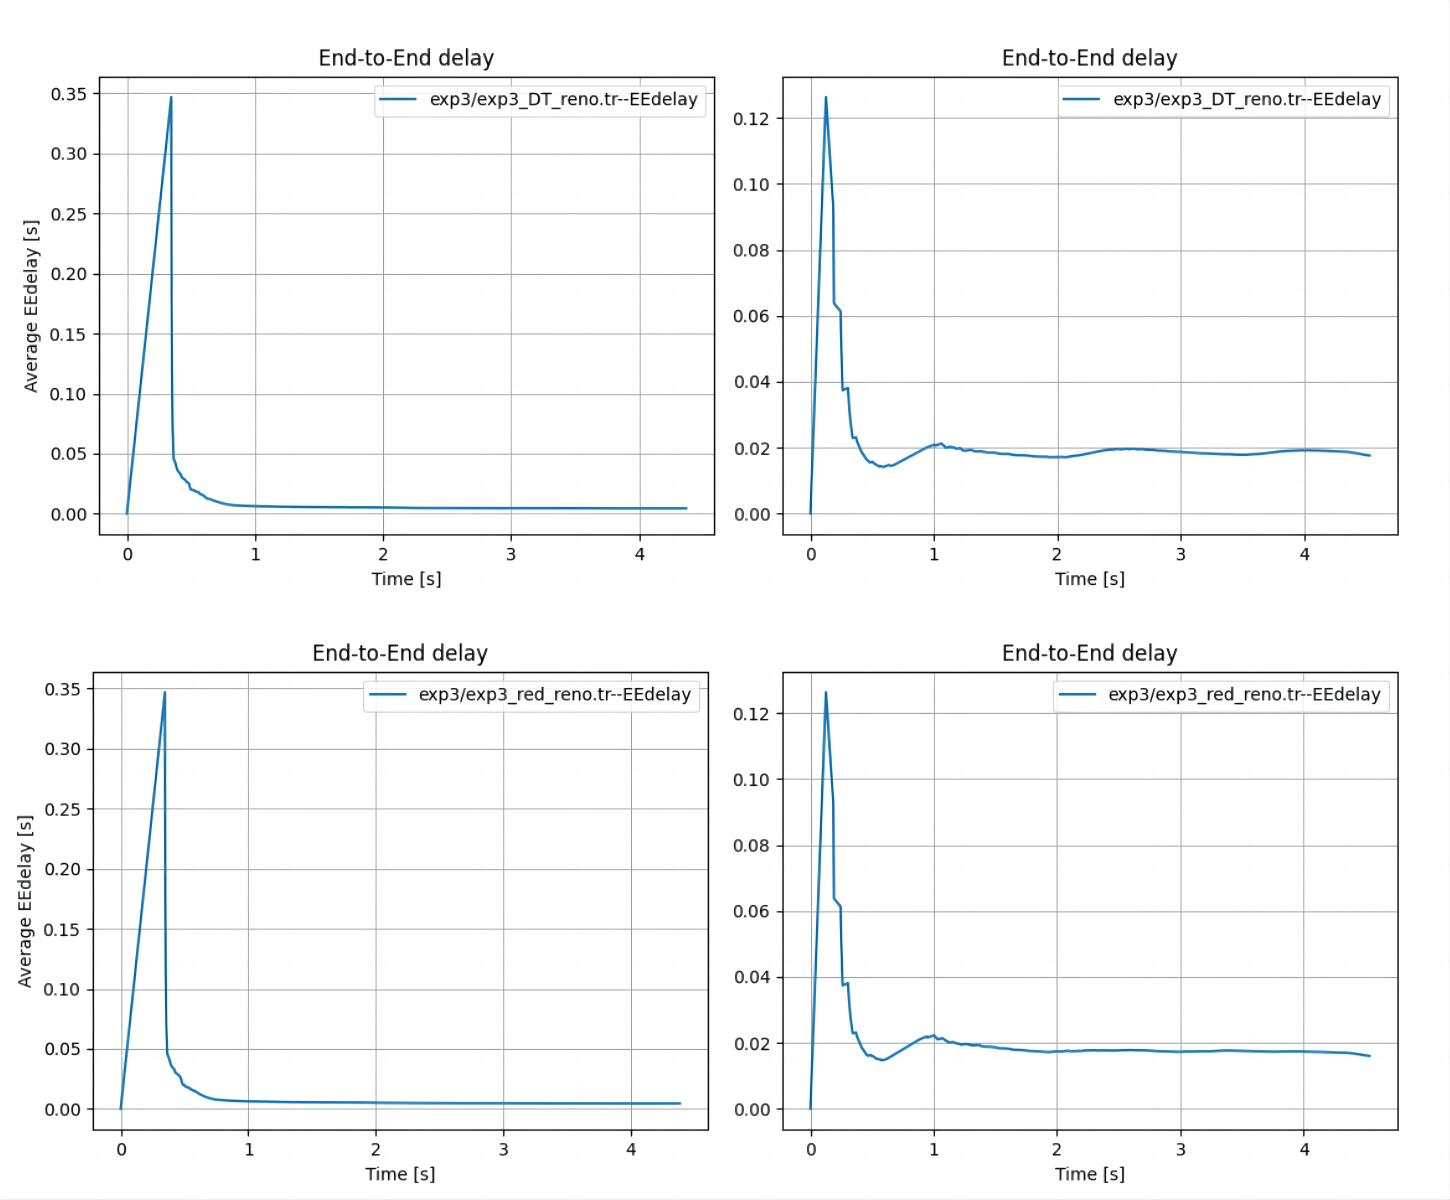 End-to-End delay
exp3/exp3_DT_reno.tr--EEdelay
Average EEdelay [s]
0.35
0.30
0.25
0.20
0.15
0.10
0.05
0.00
0 1 2 3 4
Time [s]
End-to-End delay
exp3/exp3_DT_reno.tr--EEdelay
0.12
0.10
0.08
0.06
0.04
0.02
0.00
0 1 2 3 4
Time [s]
End-to-End delay
exp3/exp3_red_reno.tr--EEdelay
Average EEdelay [s]
0.35
0.30
0.25
0.20
0.15
0.10
0.05
0.00
0 1 2 3 4
Time [s]
End-to-End delay
exp3/exp3_red_reno.tr--EEdelay
0.12
0.10
0.08
0.06
0.04
0.02
0.00
0 1 2 3 4
Time [s]